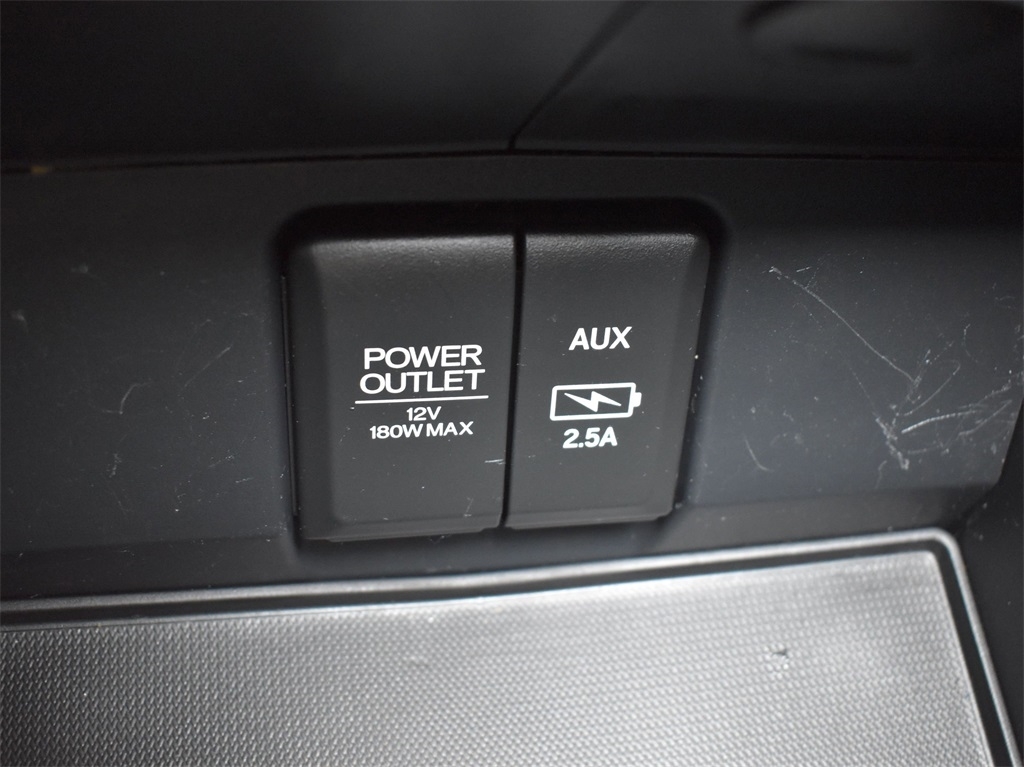 POWER
OUTLET
12V
180W MAX
AUX
2.5A